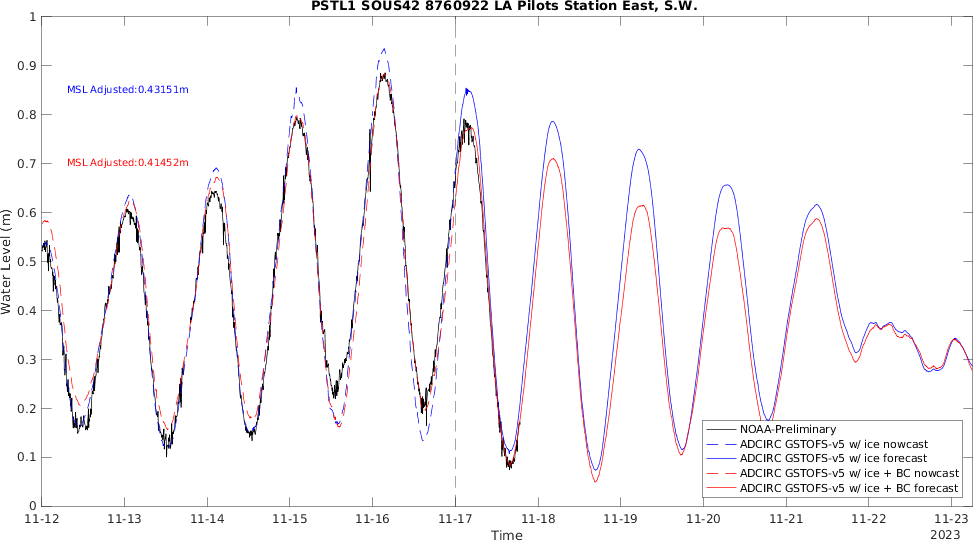 PSTL1 SOUS42 8760922 LA Pilots Station East, S.W.
1
0.9
0.8
0.7
0.6
0.5
0.4
0.3
0.2
0.1
0
Water Level (m)
MSL Adjusted:0.43151m
MSL Adjusted:0.41452m
NOAA-Preliminary
ADCIRC GSTOFS-v5 w/ ice nowcast
ADCIRC GSTOFS-v5 w/ ice forecast
ADCIRC GSTOFS-v5 w/ ice + BC nowcast
ADCIRC GSTOFS-v5 w/ ice + BC forecast
11-12 11-13 11-14 11-15 11-16 11-17 11-18 11-19 11-20 11-21 11-22 11-23
Time
2023